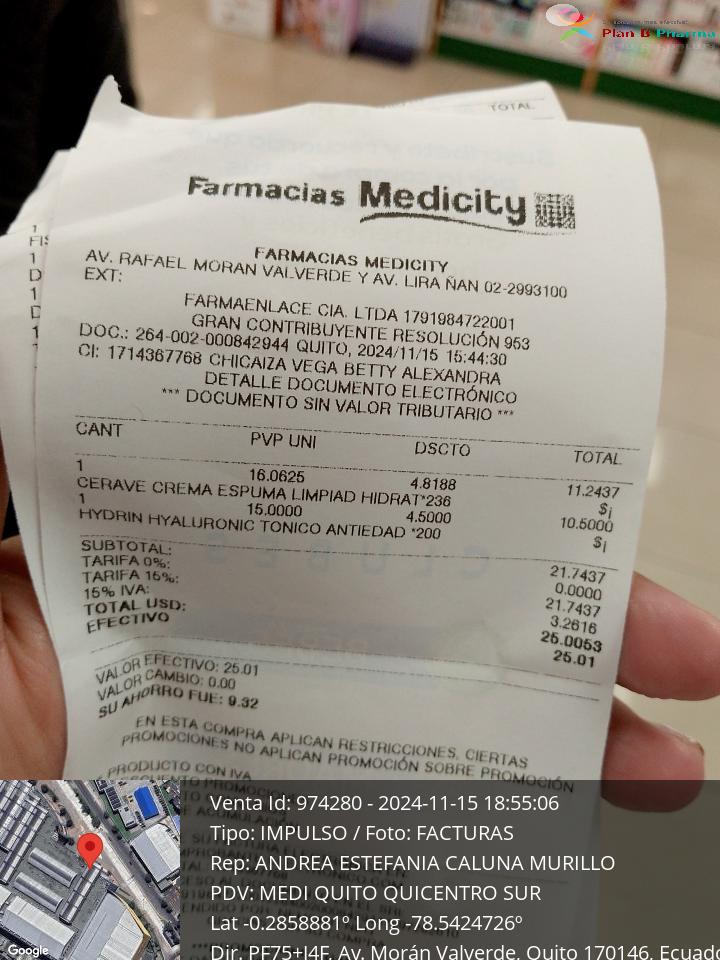 Plan B Pharma
TOTAL
Farmacias Medicity
FARMACIAS MEDICITY
AV. RAFAEL MORAN VALVERDE Y AV. LIRA ÑAN 02-2993100
EXT:
FARMAENLACE CIA. LTDA 1791984722001
GRAN CONTRIBUYENTE RESOLUCIÓN 953
DOC.: 264-002-000842944 QUITO, 2024/11/15 15:44:30
CI: 1714367768 CHICAIZA VEGA BETTY ALEXANDRA
DETALLE DOCUMENTO ELECTRÓNICO
*** DOCUMENTO SIN VALOR TRIBUTARIO ***
CANT PVP UNI DSCTO TOTAL
1 16.0625 4.8188 11.2437
CERAVE CREMA ESPUMA LIMPIAD HIDRAT*236 $¡
1 15.0000 4.5000 10.5000
HYDRIN HYALURONIC TONICO ANTIEDAD *200 $¡
SUBTOTAL: 21.7437
TARIFA 0%: 0.0000
TARIFA 15%: 21.7437
15% IVA: 3.2616
TOTAL USD: 25.0053
EFECTIVO 25.01
VALOR EFECTIVO: 25.01
VALOR CAMBIO: 0.00
SU AHORRO FUE: 9.32
EN ESTA COMPRA APLICAN RESTRICCIONES, CIERTAS
PROMOCIONES NO APLICAN PROMOCIÓN SOBRE PROMOCIÓN
PRODUCTO CON IVA
Venta Id: 974280 - 2024-11-15 18:55:06
Tipo: IMPULSO / Foto: FACTURAS
Rep: ANDREA ESTEFANIA CALUNA MURILLO
PDV: MEDI QUITO QUICENTRO SUR
Lat -0.2858881º Long -78.5424726º
Dir. PF75+J4F, Av. Morán Valverde, Quito 170146, Ecuado
Google